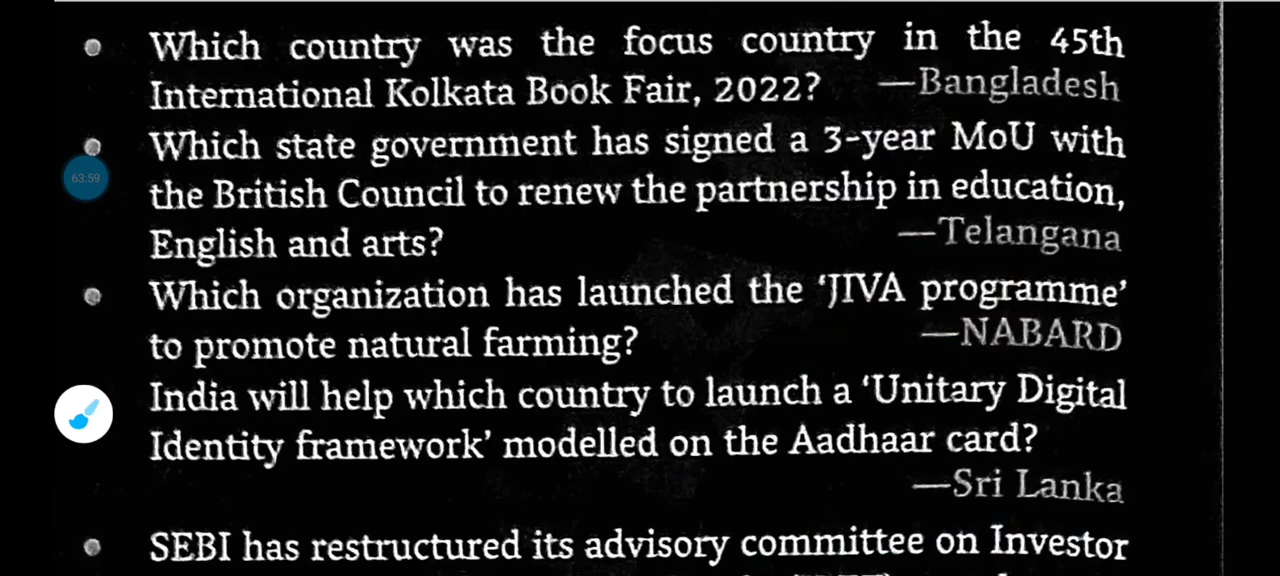 Which country was the focus country in the 45th
International Kolkata Book Fair, 2022? —Bangladesh
Which state government has signed a 3-year MoU with
63:59
the British Council to renew the partnership in education,
English and arts? —Telangana
Which organization has launched the ‘JIVA programme’
to promote natural farming? —NABARD
India will help which country to launch a ‘Unitary Digital
Identity framework’ modelled on the Aadhaar card?
—Sri Lanka
SEBI has restructured its advisory committee on Investor